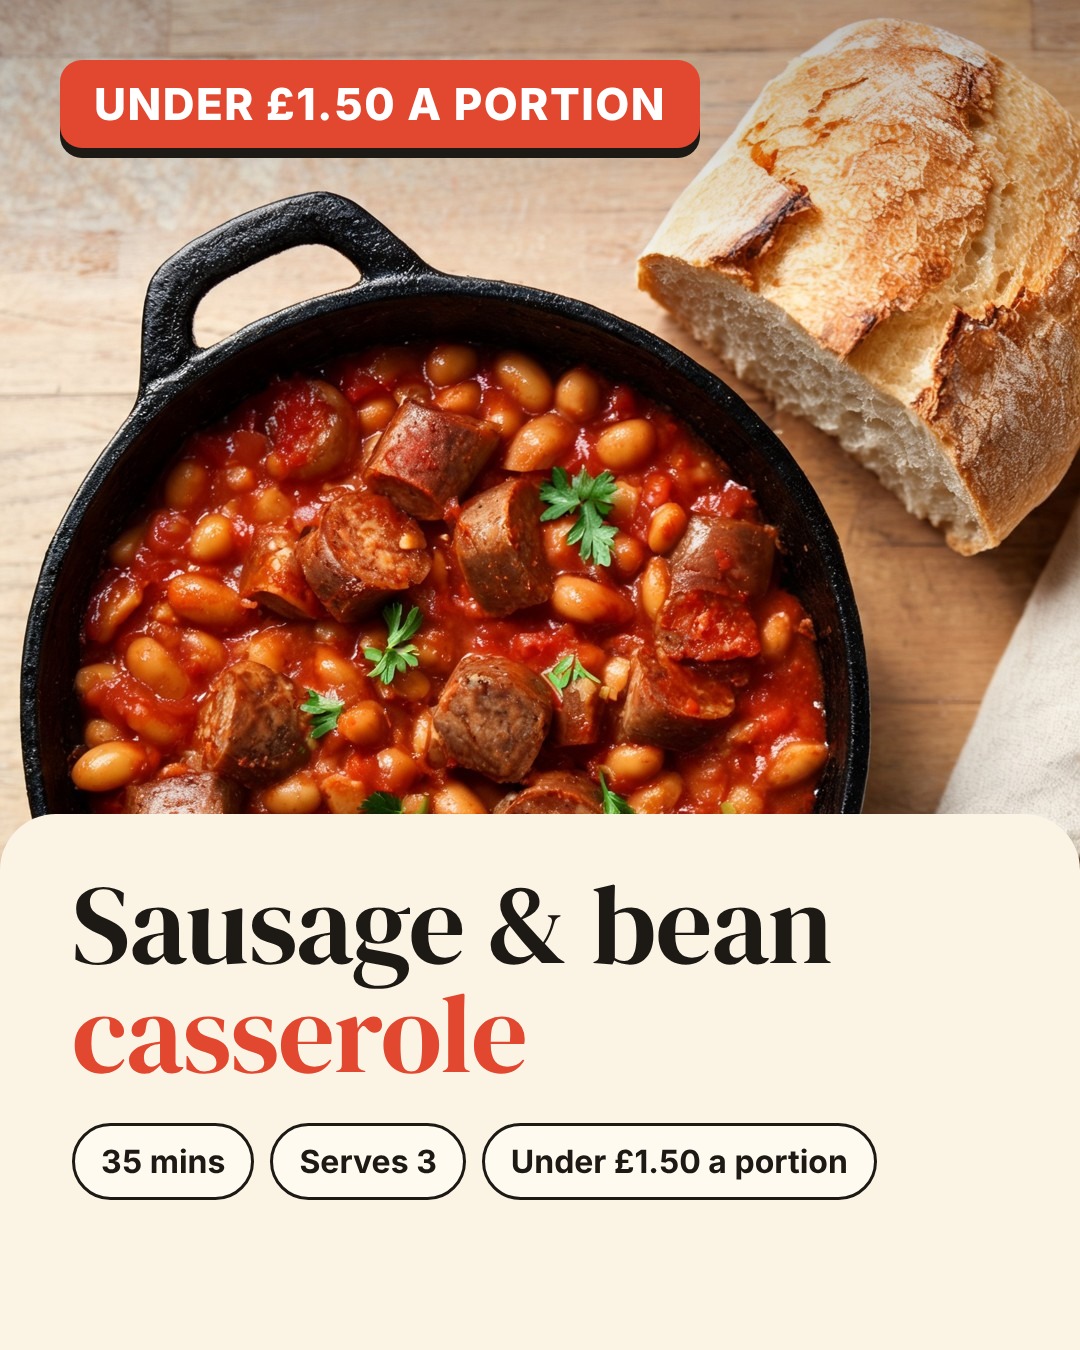 UNDER £1.50 A PORTION
Sausage & bean
casserole
35 mins
Serves 3
Under £1.50 a portion